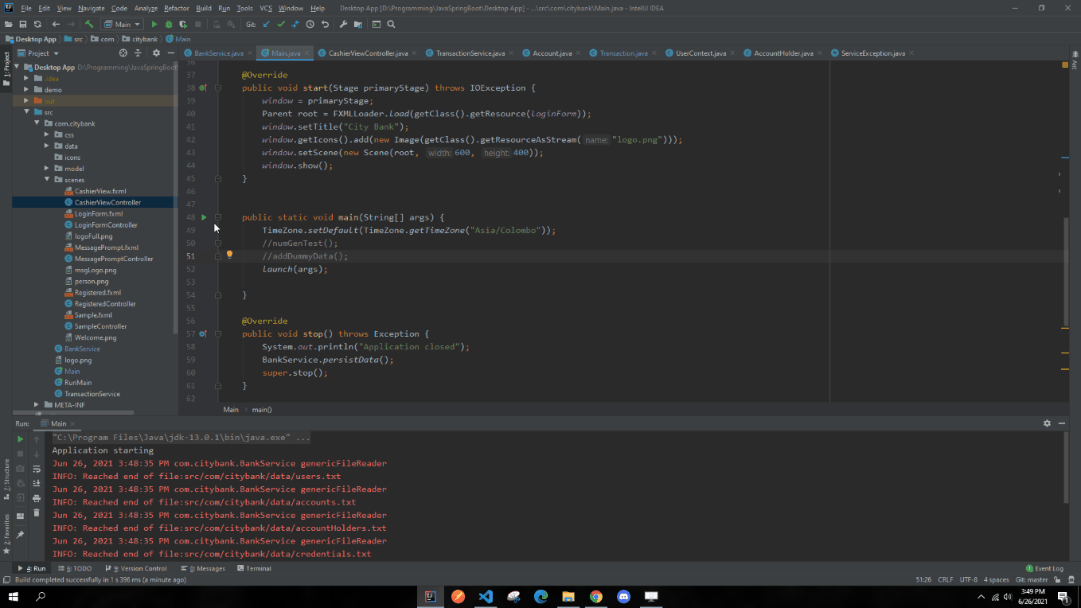 File Edit View Navigate Code Analyze Refactor Build Run Tools VCS Window Help Desktop App [D:\Programming\JavaSpringBoot\Desktop App] - ...\src\com\citybank\Main.java - IntelliJ IDEA
Main Git:
Desktop App src com citybank Main
Project
BankService.java Main.java CashierViewController.java TransactionService.java Account.java Transaction.java UserContext.java AccountHolder.java ServiceException.java
Desktop App D:\Programming\JavaSpringBoot\
.idea
demo
out
src
com.citybank
css
data
icons
model
scenes
CashierView.fxml
CashierViewController
LoginForm.fxml
LoginFormController
logoFull.png
MessagePrompt.fxml
MessagePromptController
msgLogo.png
person.png
Registered.fxml
RegisteredController
Sample.fxml
SampleController
Welcome.png
BankService
logo.png
Main
RunMain
TransactionService
META-INF
36
37 @Override
38 public void start(Stage primaryStage) throws IOException {
39 window = primaryStage;
40 Parent root = FXMLLoader.load(getClass().getResource(LoginForm));
41 window.setTitle("City Bank");
42 window.getIcons().add(new Image(getClass().getResourceAsStream( name: "logo.png")));
43 window.setScene(new Scene(root, width: 600, height: 400));
44 window.show();
45 }
46
47
48 public static void main(String[] args) {
49 TimeZone.setDefault(TimeZone.getTimeZone("Asia/Colombo"));
50 //numGenTest();
51 //addDummyData();
52 launch(args);
53
54 }
55
56 @Override
57 public void stop() throws Exception {
58 System.out.println("Application closed");
59 BankService.persistData();
60 super.stop();
61 }
62
Main main()
1: Project
Ant
Run: Main
"C:\Program Files\Java\jdk-13.0.1\bin\java.exe" ...
Application starting
Jun 26, 2021 3:48:35 PM com.citybank.BankService genericFileReader
INFO: Reached end of file:src/com/citybank/data/users.txt
Jun 26, 2021 3:48:35 PM com.citybank.BankService genericFileReader
INFO: Reached end of file:src/com/citybank/data/accounts.txt
Jun 26, 2021 3:48:35 PM com.citybank.BankService genericFileReader
INFO: Reached end of file:src/com/citybank/data/accountHolders.txt
Jun 26, 2021 3:48:35 PM com.citybank.BankService genericFileReader
INFO: Reached end of file:src/com/citybank/data/credentials.txt
Z: Structure
2: Favorites
4: Run 6: TODO 9: Version Control 0: Messages Terminal Event Log
Build completed successfully in 1 s 396 ms (a minute ago) 51:26 CRLF UTF-8 4 spaces Git: master
3:49 PM
6/26/2021